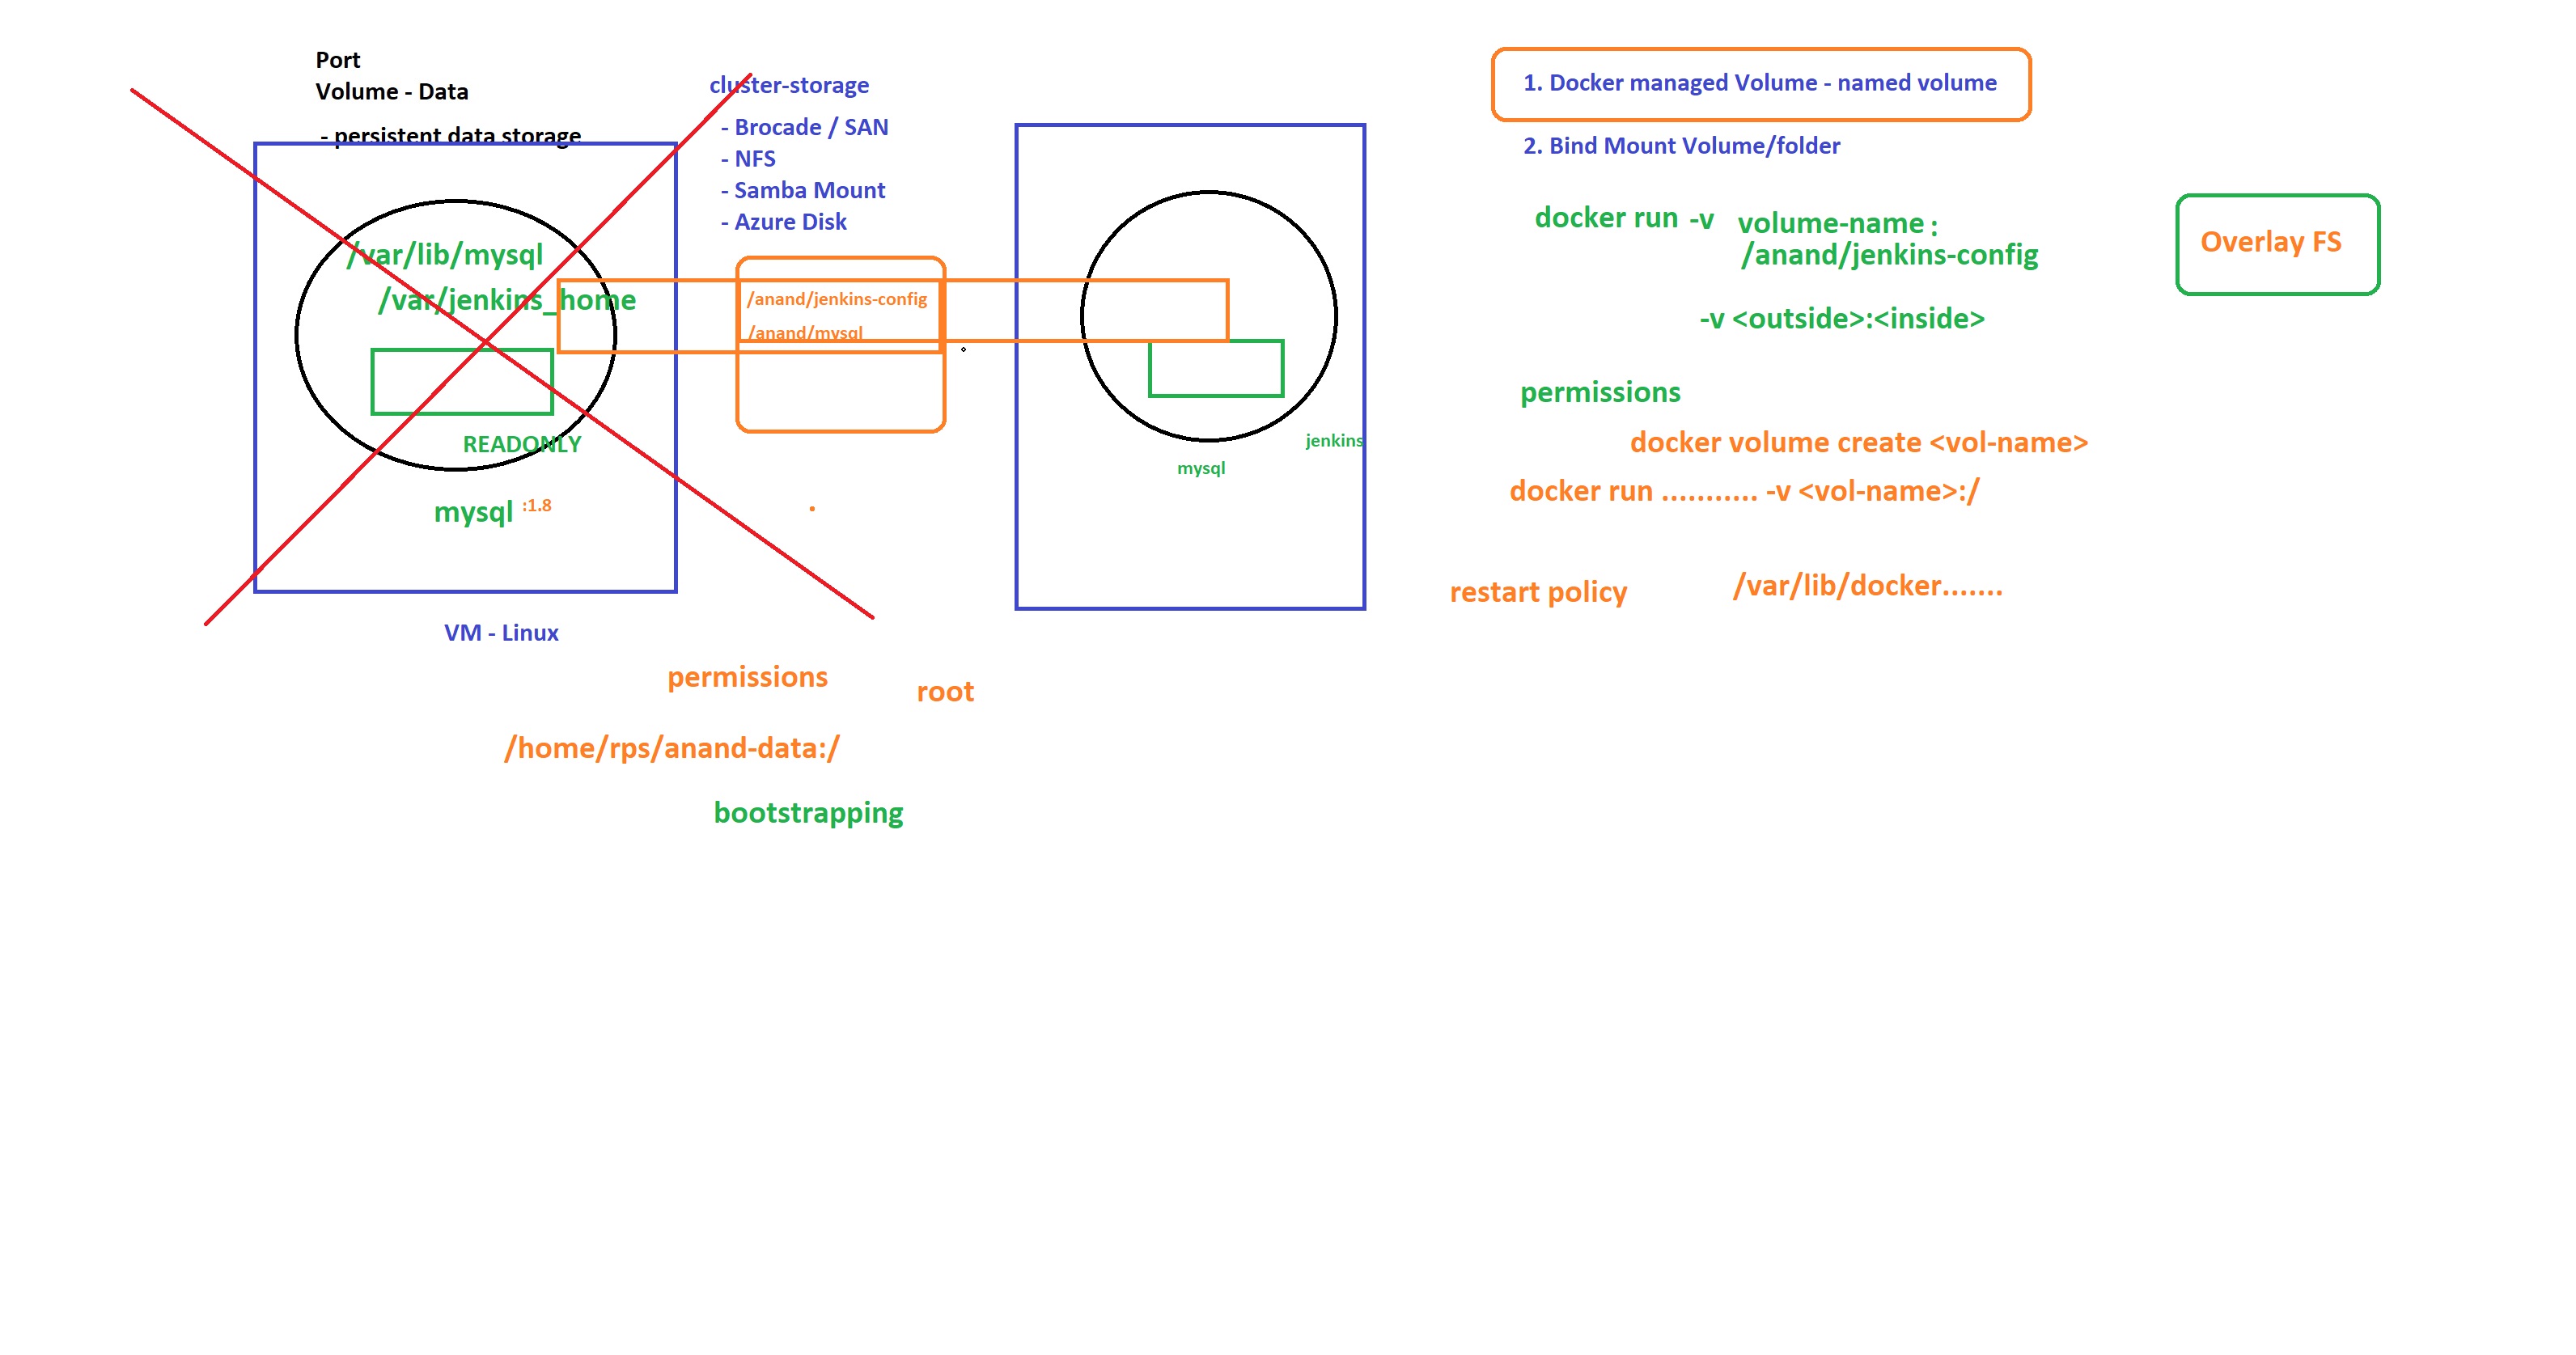 Port
Volume - Data
- persistent data storage
/var/lib/mysql
/var/jenkins_home
READONLY
mysql :1.8
VM - Linux
cluster-storage
- Brocade / SAN
- NFS
- Samba Mount
- Azure Disk
/anand/jenkins-config
/anand/mysql
jenkins
mysql
permissions
root
/home/rps/anand-data:/
bootstrapping
1. Docker managed Volume - named volume
2. Bind Mount Volume/folder
docker run -v volume-name :
/anand/jenkins-config
-v <outside>:<inside>
permissions
docker volume create <vol-name>
docker run ........... -v <vol-name>:/
restart policy
/var/lib/docker.......
Overlay FS